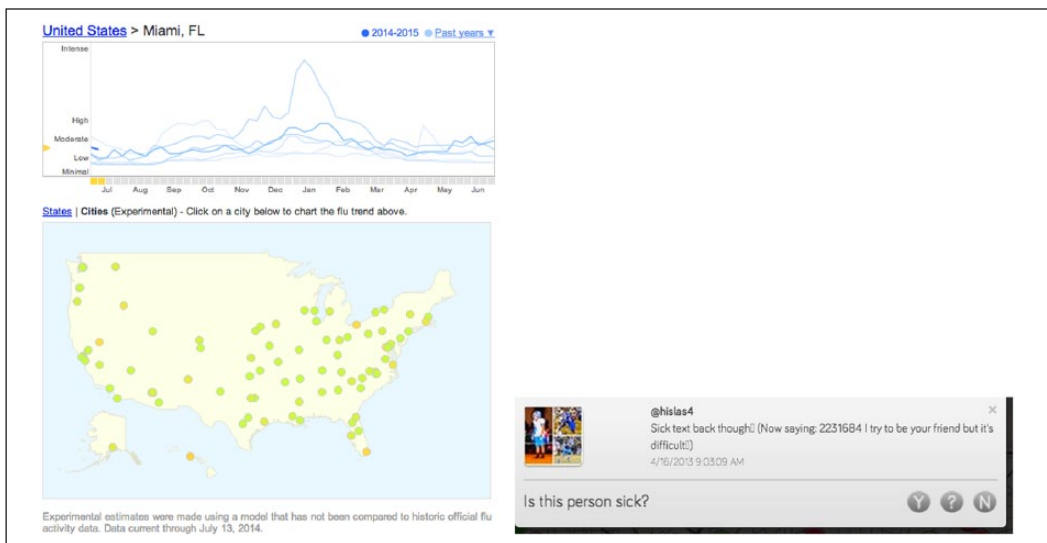 United States > Miami, FL
2014-2015 Past years ▼
Intense
High
Moderate
Low
Minimal
Jul Aug Sep Oct Nov Dec Jan Feb Mar Apr May Jun
States | Cities (Experimental) - Click on a city below to chart the flu trend above.
Experimental estimates were made using a model that has not been compared to historic official flu
activity data. Data current through July 13, 2014.
@hislas4
Sick text back though▯ (Now saying: 2231684 I try to be your friend but it's
difficult▯)
4/16/2013 9:03:09 AM
Is this person sick?
Y ? N